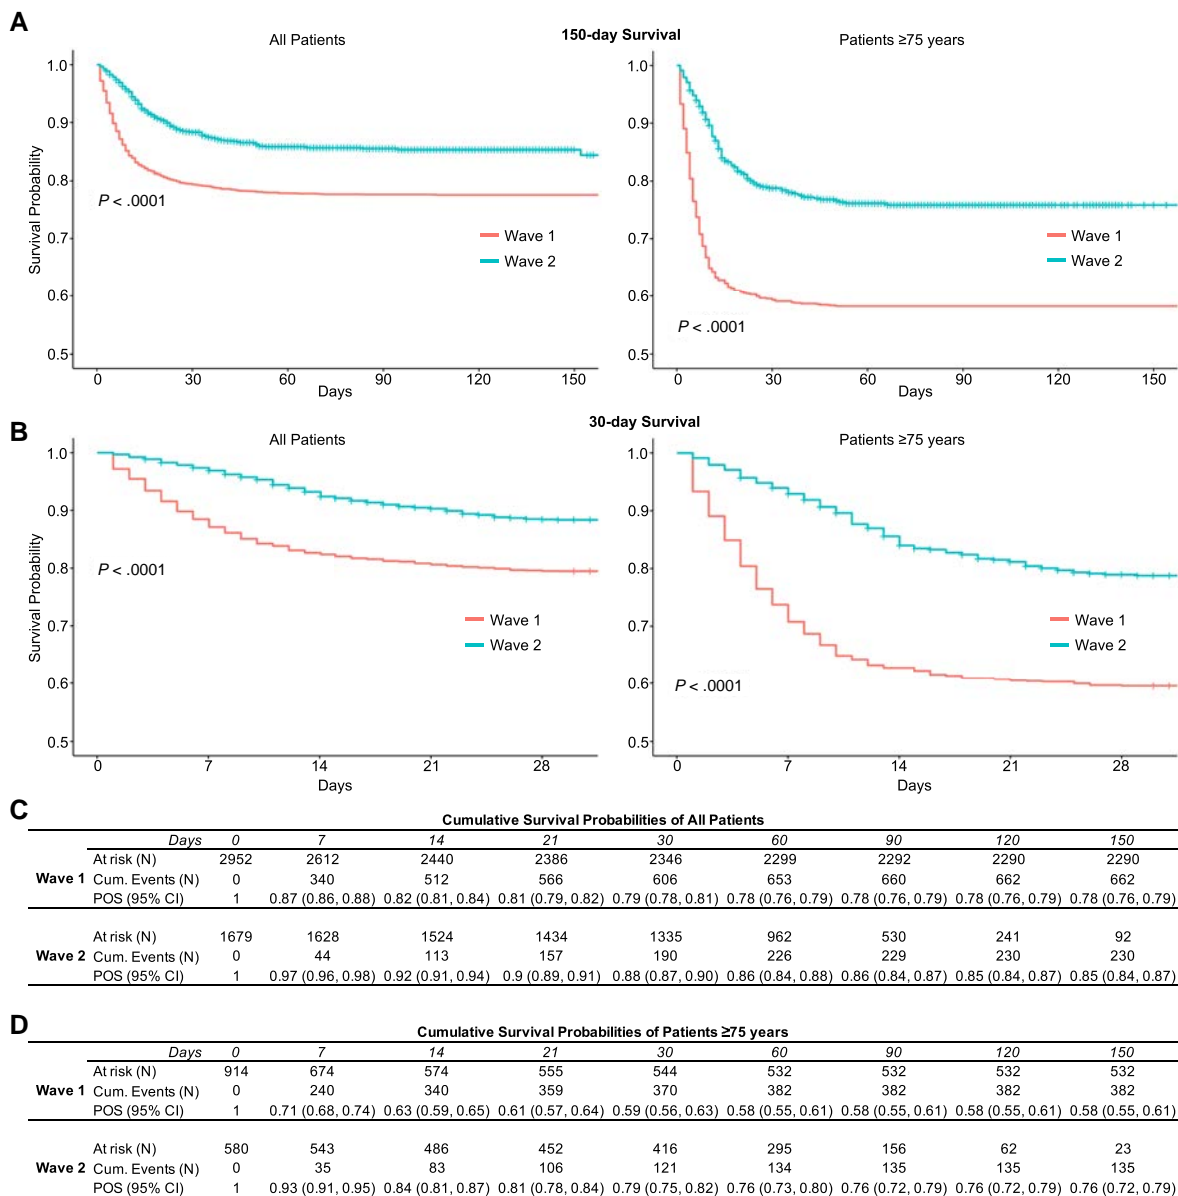 A
150-day Survival
All Patients
Patients ≥75 years
Survival Probability
1.0
0.9
0.8
0.7
0.6
0.5
P < .0001
Wave 1
Wave 2
0 30 60 90 120 150
Days
1.0
0.9
0.8
0.7
0.6
0.5
P < .0001
Wave 1
Wave 2
0 30 60 90 120 150
Days
B
30-day Survival
All Patients
Patients ≥75 years
Survival Probability
1.0
0.9
0.8
0.7
0.6
0.5
P < .0001
Wave 1
Wave 2
0 7 14 21 28
Days
1.0
0.9
0.8
0.7
0.6
0.5
P < .0001
Wave 1
Wave 2
0 7 14 21 28
Days
C
Cumulative Survival Probabilities of All Patients
Days 0 7 14 21 30 60 90 120 150
At risk (N) 2952 2612 2440 2386 2346 2299 2292 2290 2290
Wave 1 Cum. Events (N) 0 340 512 566 606 653 660 662 662
POS (95% CI) 1 0.87 (0.86, 0.88) 0.82 (0.81, 0.84) 0.81 (0.79, 0.82) 0.79 (0.78, 0.81) 0.78 (0.76, 0.79) 0.78 (0.76, 0.79) 0.78 (0.76, 0.79) 0.78 (0.76, 0.79)
At risk (N) 1679 1628 1524 1434 1335 962 530 241 92
Wave 2 Cum. Events (N) 0 44 113 157 190 226 229 230 230
POS (95% CI) 1 0.97 (0.96, 0.98) 0.92 (0.91, 0.94) 0.9 (0.89, 0.91) 0.88 (0.87, 0.90) 0.86 (0.84, 0.88) 0.86 (0.84, 0.87) 0.85 (0.84, 0.87) 0.85 (0.84, 0.87)
D
Cumulative Survival Probabilities of Patients ≥75 years
Days 0 7 14 21 30 60 90 120 150
At risk (N) 914 674 574 555 544 532 532 532 532
Wave 1 Cum. Events (N) 0 240 340 359 370 382 382 382 382
POS (95% CI) 1 0.71 (0.68, 0.74) 0.63 (0.59, 0.65) 0.61 (0.57, 0.64) 0.59 (0.56, 0.63) 0.58 (0.55, 0.61) 0.58 (0.55, 0.61) 0.58 (0.55, 0.61) 0.58 (0.55, 0.61)
At risk (N) 580 543 486 452 416 295 156 62 23
Wave 2 Cum. Events (N) 0 35 83 106 121 134 135 135 135
POS (95% CI) 1 0.93 (0.91, 0.95) 0.84 (0.81, 0.87) 0.81 (0.78, 0.84) 0.79 (0.75, 0.82) 0.76 (0.73, 0.80) 0.76 (0.72, 0.79) 0.76 (0.72, 0.79) 0.76 (0.72, 0.79)